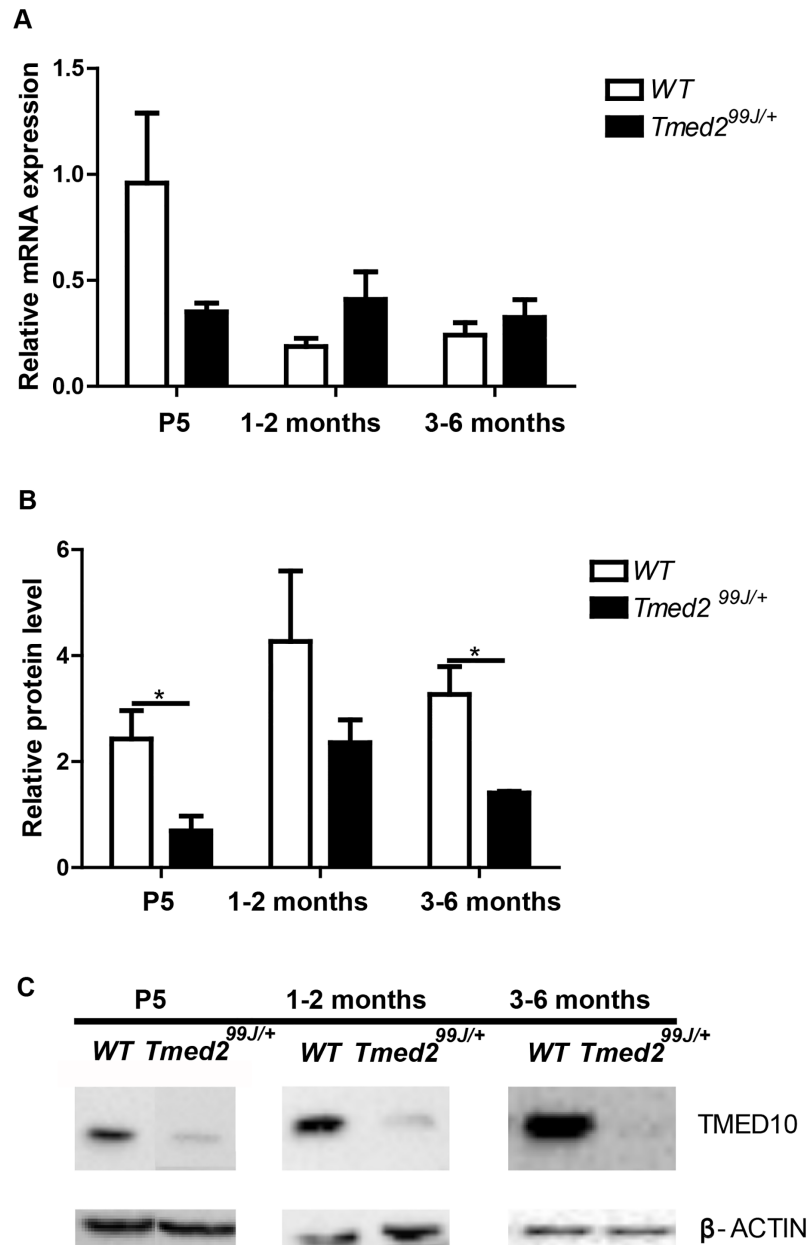 A
Relative mRNA expression
1.5
1.0
0.5
0.0
WT
Tmed2^99J/+
P5
1-2 months
3-6 months
B
Relative protein level
6
4
2
0
WT
Tmed2 ^99J/+
*
*
P5
1-2 months
3-6 months
C
P5 1-2 months 3-6 months
WT Tmed2^99J/+ WT Tmed2^99J/+ WT Tmed2^99J/+
TMED10
β- ACTIN